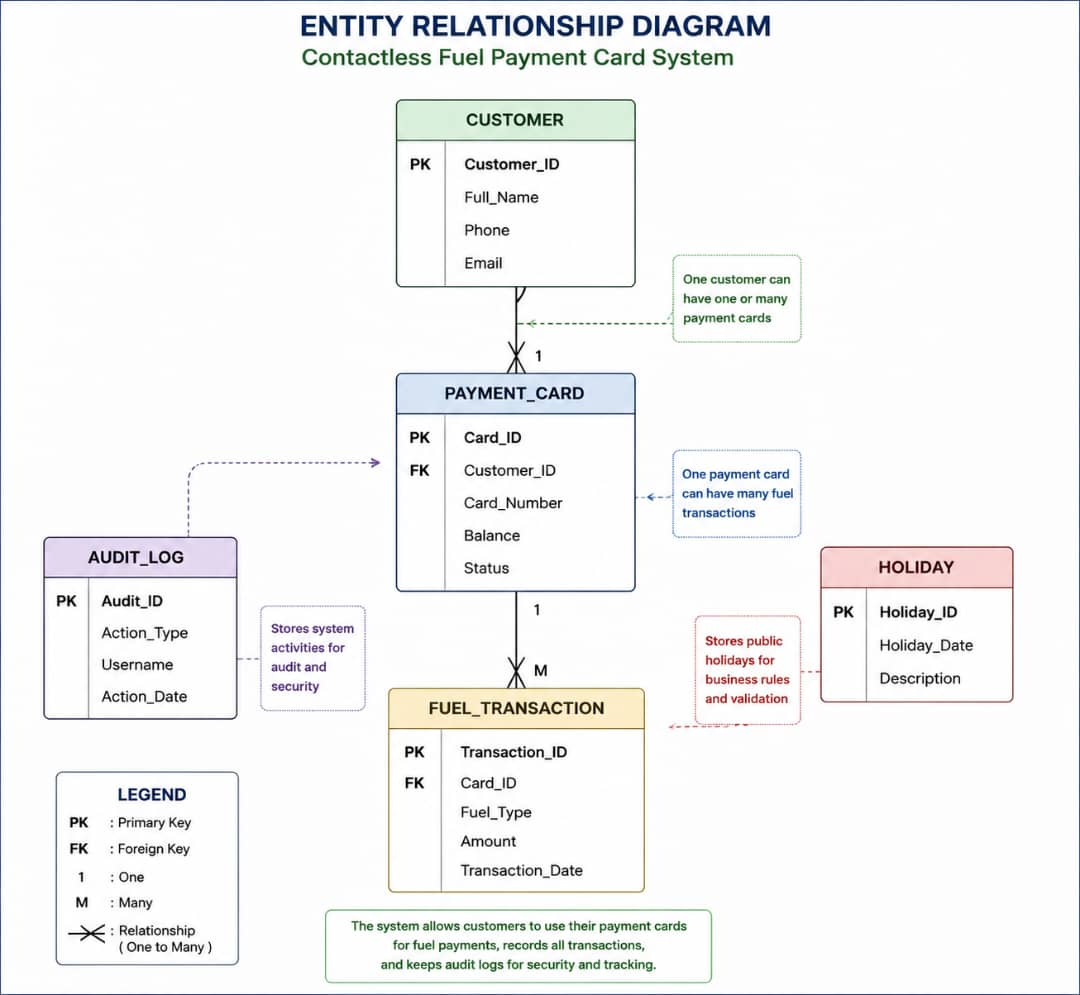 ENTITY RELATIONSHIP DIAGRAM
Contactless Fuel Payment Card System
CUSTOMER
PK Customer_ID
Full_Name
Phone
Email
One customer can
have one or many
payment cards
1
PAYMENT_CARD
PK Card_ID
FK Customer_ID
Card_Number
Balance
Status
One payment card
can have many fuel
transactions
AUDIT_LOG
PK Audit_ID
Action_Type
Username
Action_Date
Stores system
activities for
audit and
security
HOLIDAY
PK Holiday_ID
Holiday_Date
Description
Stores public
holidays for
business rules
and validation
1
M
FUEL_TRANSACTION
PK Transaction_ID
FK Card_ID
Fuel_Type
Amount
Transaction_Date
LEGEND
PK : Primary Key
FK : Foreign Key
1 : One
M : Many
: Relationship
( One to Many )
The system allows customers to use their payment cards
for fuel payments, records all transactions,
and keeps audit logs for security and tracking.